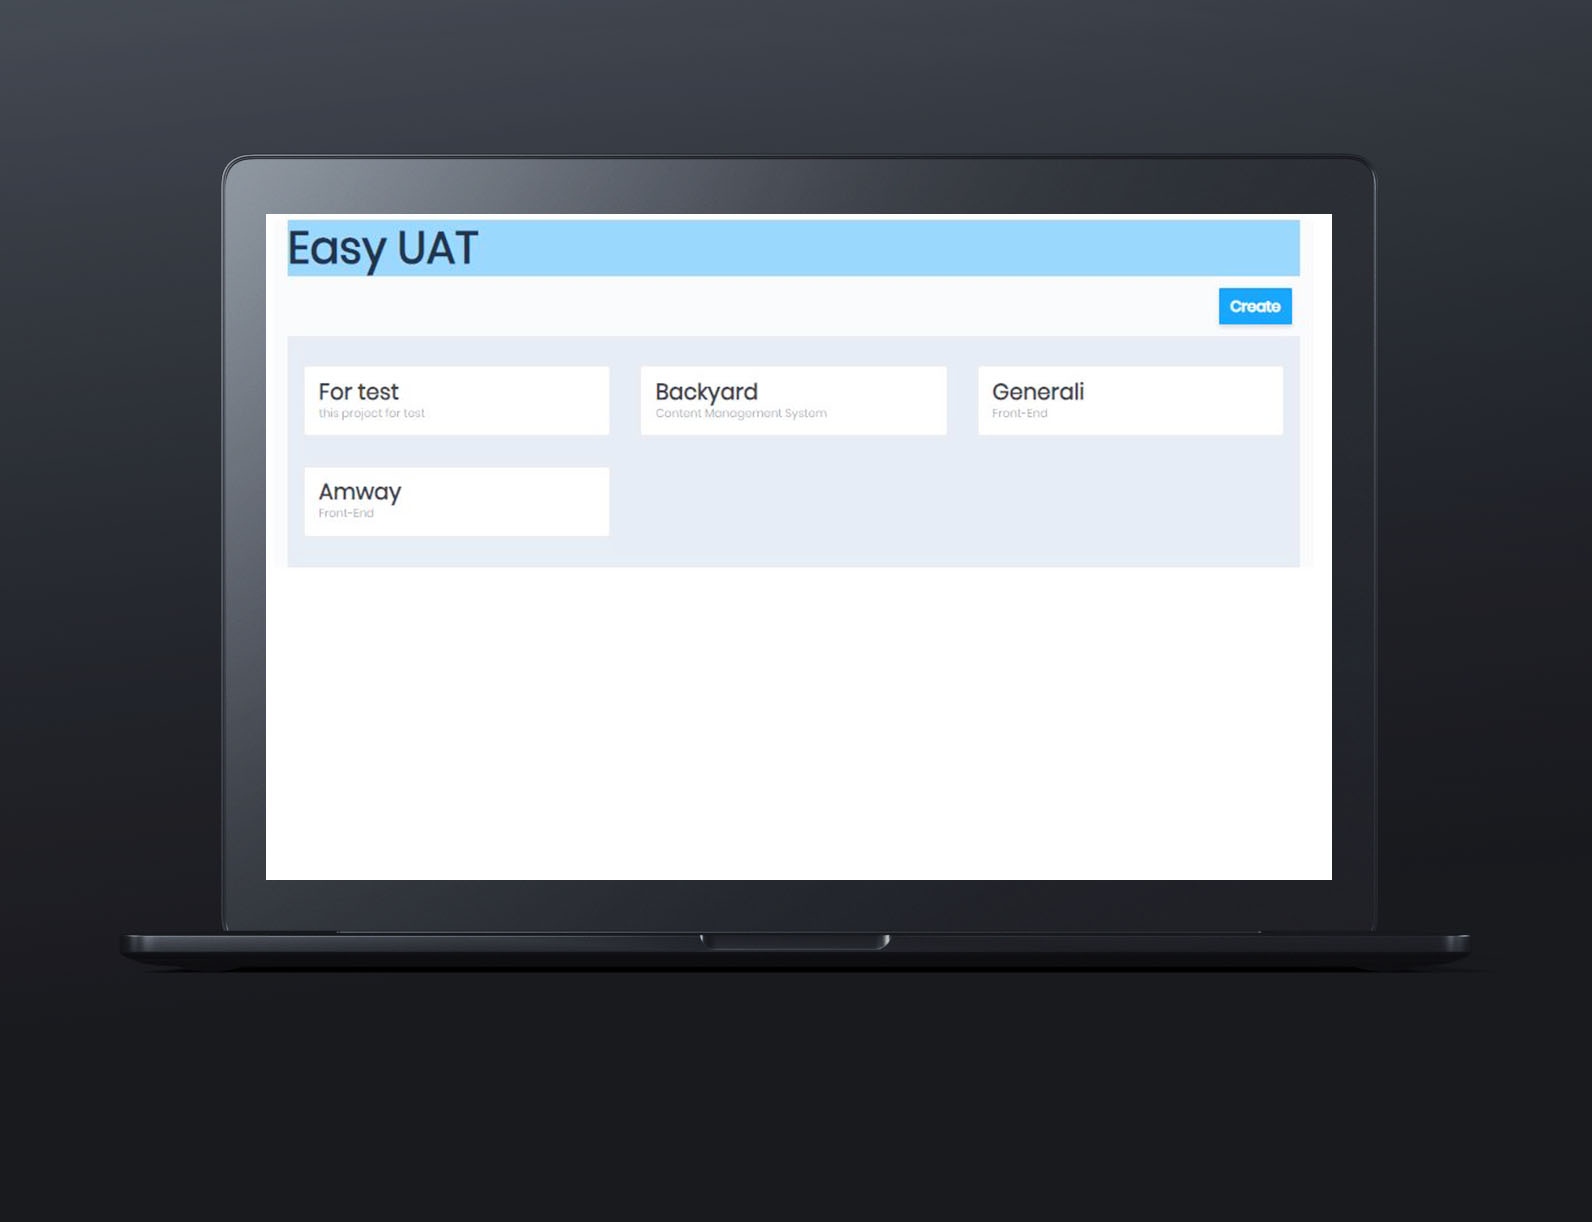 Easy UAT
Create
For test
this project for test
Backyard
Content Management System
Generali
Front-End
Amway
Front-End